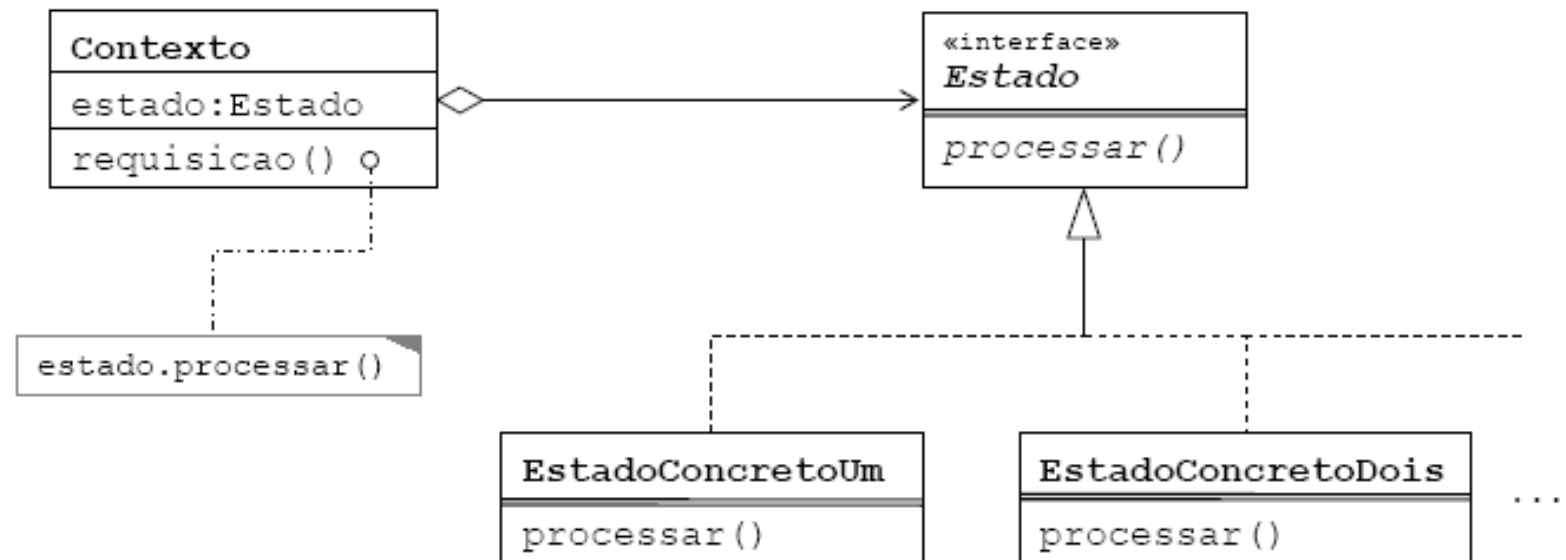 Contexto
estado:Estado
requisicao()
«interface»
Estado
processar()
estado.processar()
EstadoConcretoUm
processar()
EstadoConcretoDois
processar()
...